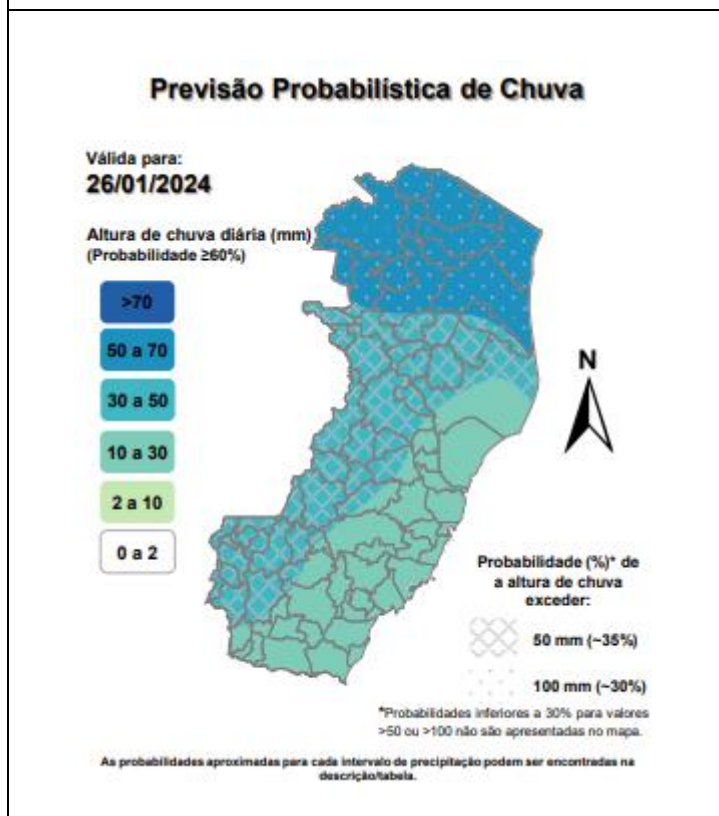 Previsão Probabilística de Chuva
Válida para:
26/01/2024
Altura de chuva diária (mm)
(Probabilidade ≥60%)
>70
50 a 70
30 a 50
10 a 30
2 a 10
0 a 2
N
Probabilidade (%)* de
a altura de chuva
exceder:
50 mm (~35%)
100 mm (~30%)
*Probabilidades inferiores a 30% para valores
>50 ou >100 não são apresentadas no mapa.
As probabilidades aproximadas para cada intervalo de precipitação podem ser encontradas na
descrição/tabela.